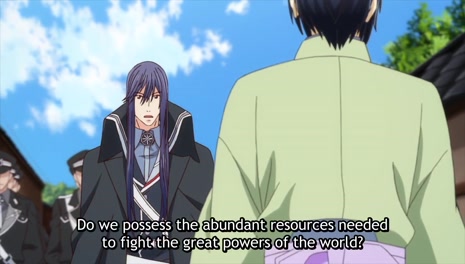 Do we possess the abundant resources needed
to fight the great powers of the world?